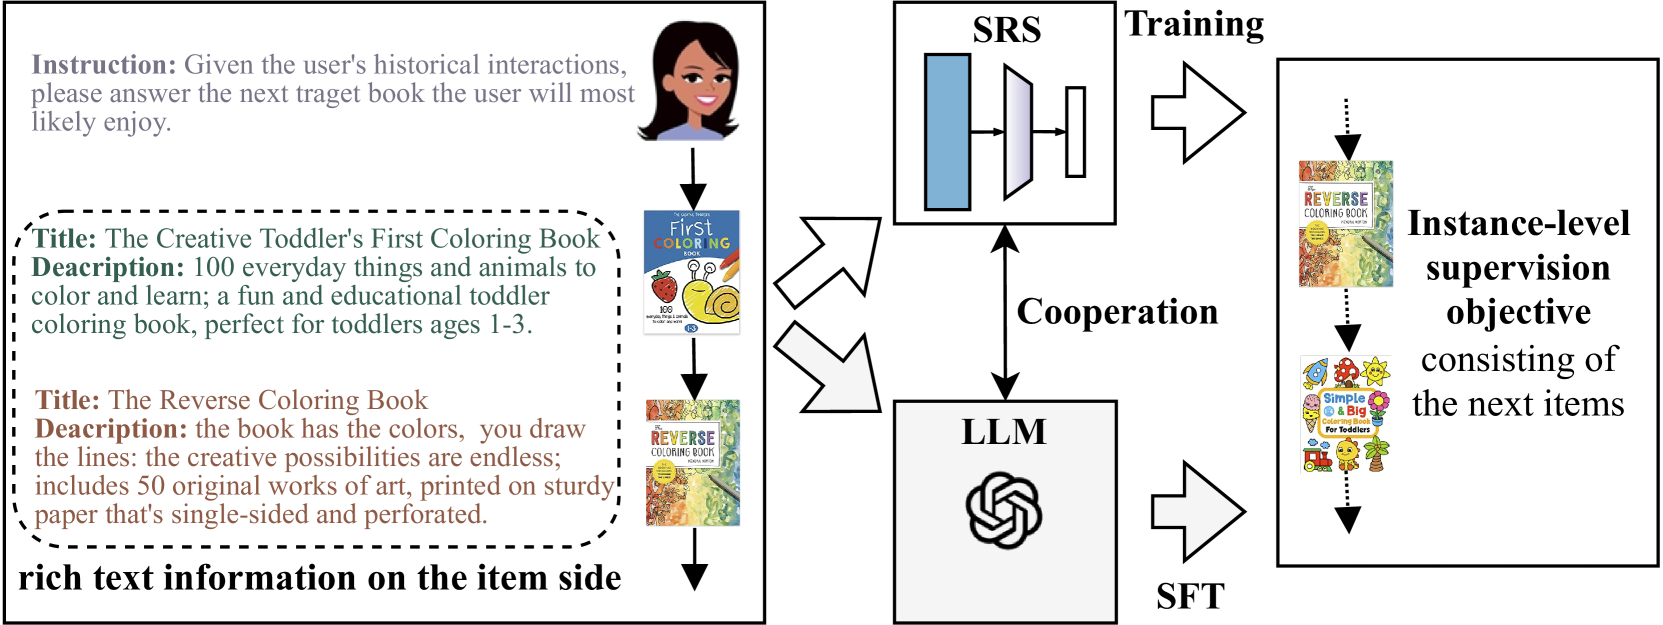 Instruction: Given the user's historical interactions,
please answer the next traget book the user will most
likely enjoy.
Title: The Creative Toddler's First Coloring Book
Deacription: 100 everyday things and animals to
color and learn; a fun and educational toddler
coloring book, perfect for toddlers ages 1-3.
Title: The Reverse Coloring Book
Deacription: the book has the colors,  you draw
the lines: the creative possibilities are endless;
includes 50 original works of art, printed on sturdy
paper that's single-sided and perforated.
rich text information on the item side
First
COLORING
BOOK
100
1-3
The
REVERSE
COLORING BOOK
SRS
Cooperation
LLM
Training
SFT
The
REVERSE
COLORING BOOK
Simple
& Big
Coloring Book
For Toddlers
Instance-level
supervision
objective
consisting of
the next items